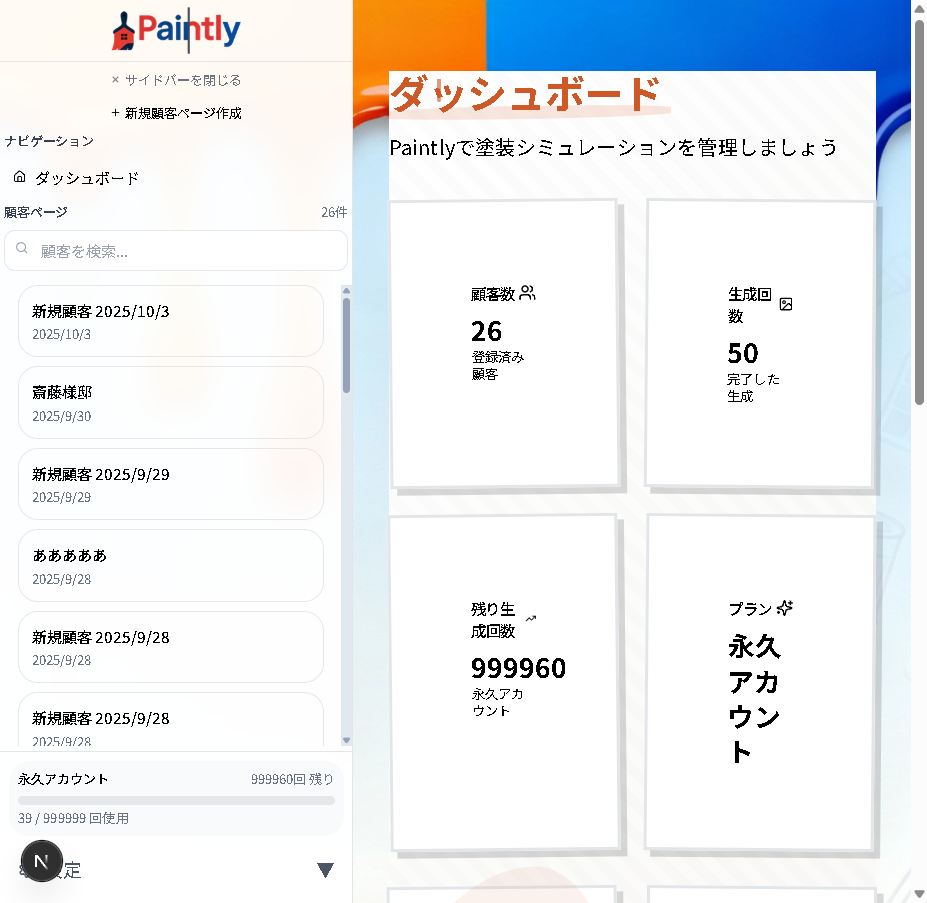 Paintly
× サイドバーを閉じる
+ 新規顧客ページ作成
ナビゲーション
ダッシュボード
顧客ページ 26件
顧客を検索...
新規顧客 2025/10/3
2025/10/3
斎藤様邸
2025/9/30
新規顧客 2025/9/29
2025/9/29
あああああ
2025/9/28
新規顧客 2025/9/28
2025/9/28
新規顧客 2025/9/28
2025/9/28
永久アカウント 999960回 残り
39 / 999999 回使用
N
定 ▼
ダッシュボード
Paintlyで塗装シミュレーションを管理しましょう
顧客数
26
登録済み
顧客
生成回
数
50
完了した
生成
残り生
成回数
999960
永久アカ
ウント
プラン
永久
アカ
ウン
ト